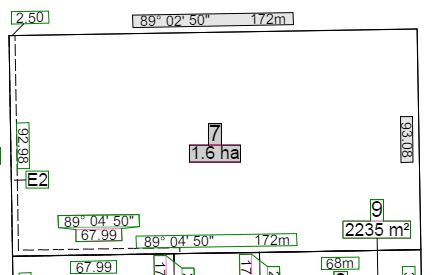 2.50
89° 02' 50" 172m
92.98
93.08
7
1.6 ha
E2
9
2235 m²
89° 04' 50"
67.99
89° 04' 50" 172m
67.99
68m